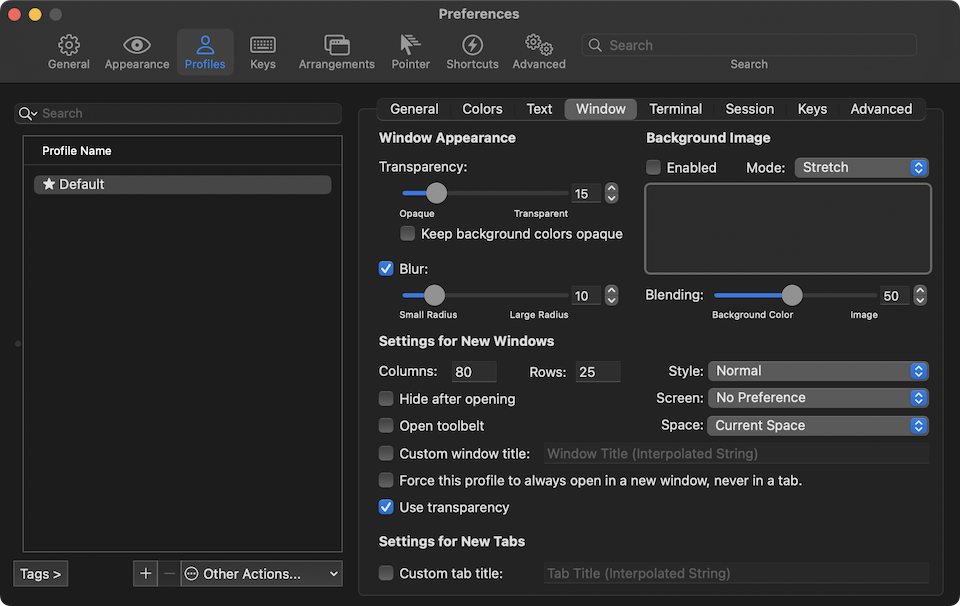 Preferences
General Appearance Profiles Keys Arrangements Pointer Shortcuts Advanced
Search
Search
Search
Profile Name
Default
Tags >
+ − Other Actions...
General Colors Text Window Terminal Session Keys Advanced
Window Appearance
Transparency:
15
Opaque Transparent
Keep background colors opaque
Blur:
10
Small Radius Large Radius
Background Image
Enabled Mode: Stretch
Blending: 50
Background Color Image
Settings for New Windows
Columns: 80 Rows: 25 Style: Normal
Hide after opening Screen: No Preference
Open toolbelt Space: Current Space
Custom window title: Window Title (Interpolated String)
Force this profile to always open in a new window, never in a tab.
Use transparency
Settings for New Tabs
Custom tab title: Tab Title (Interpolated String)